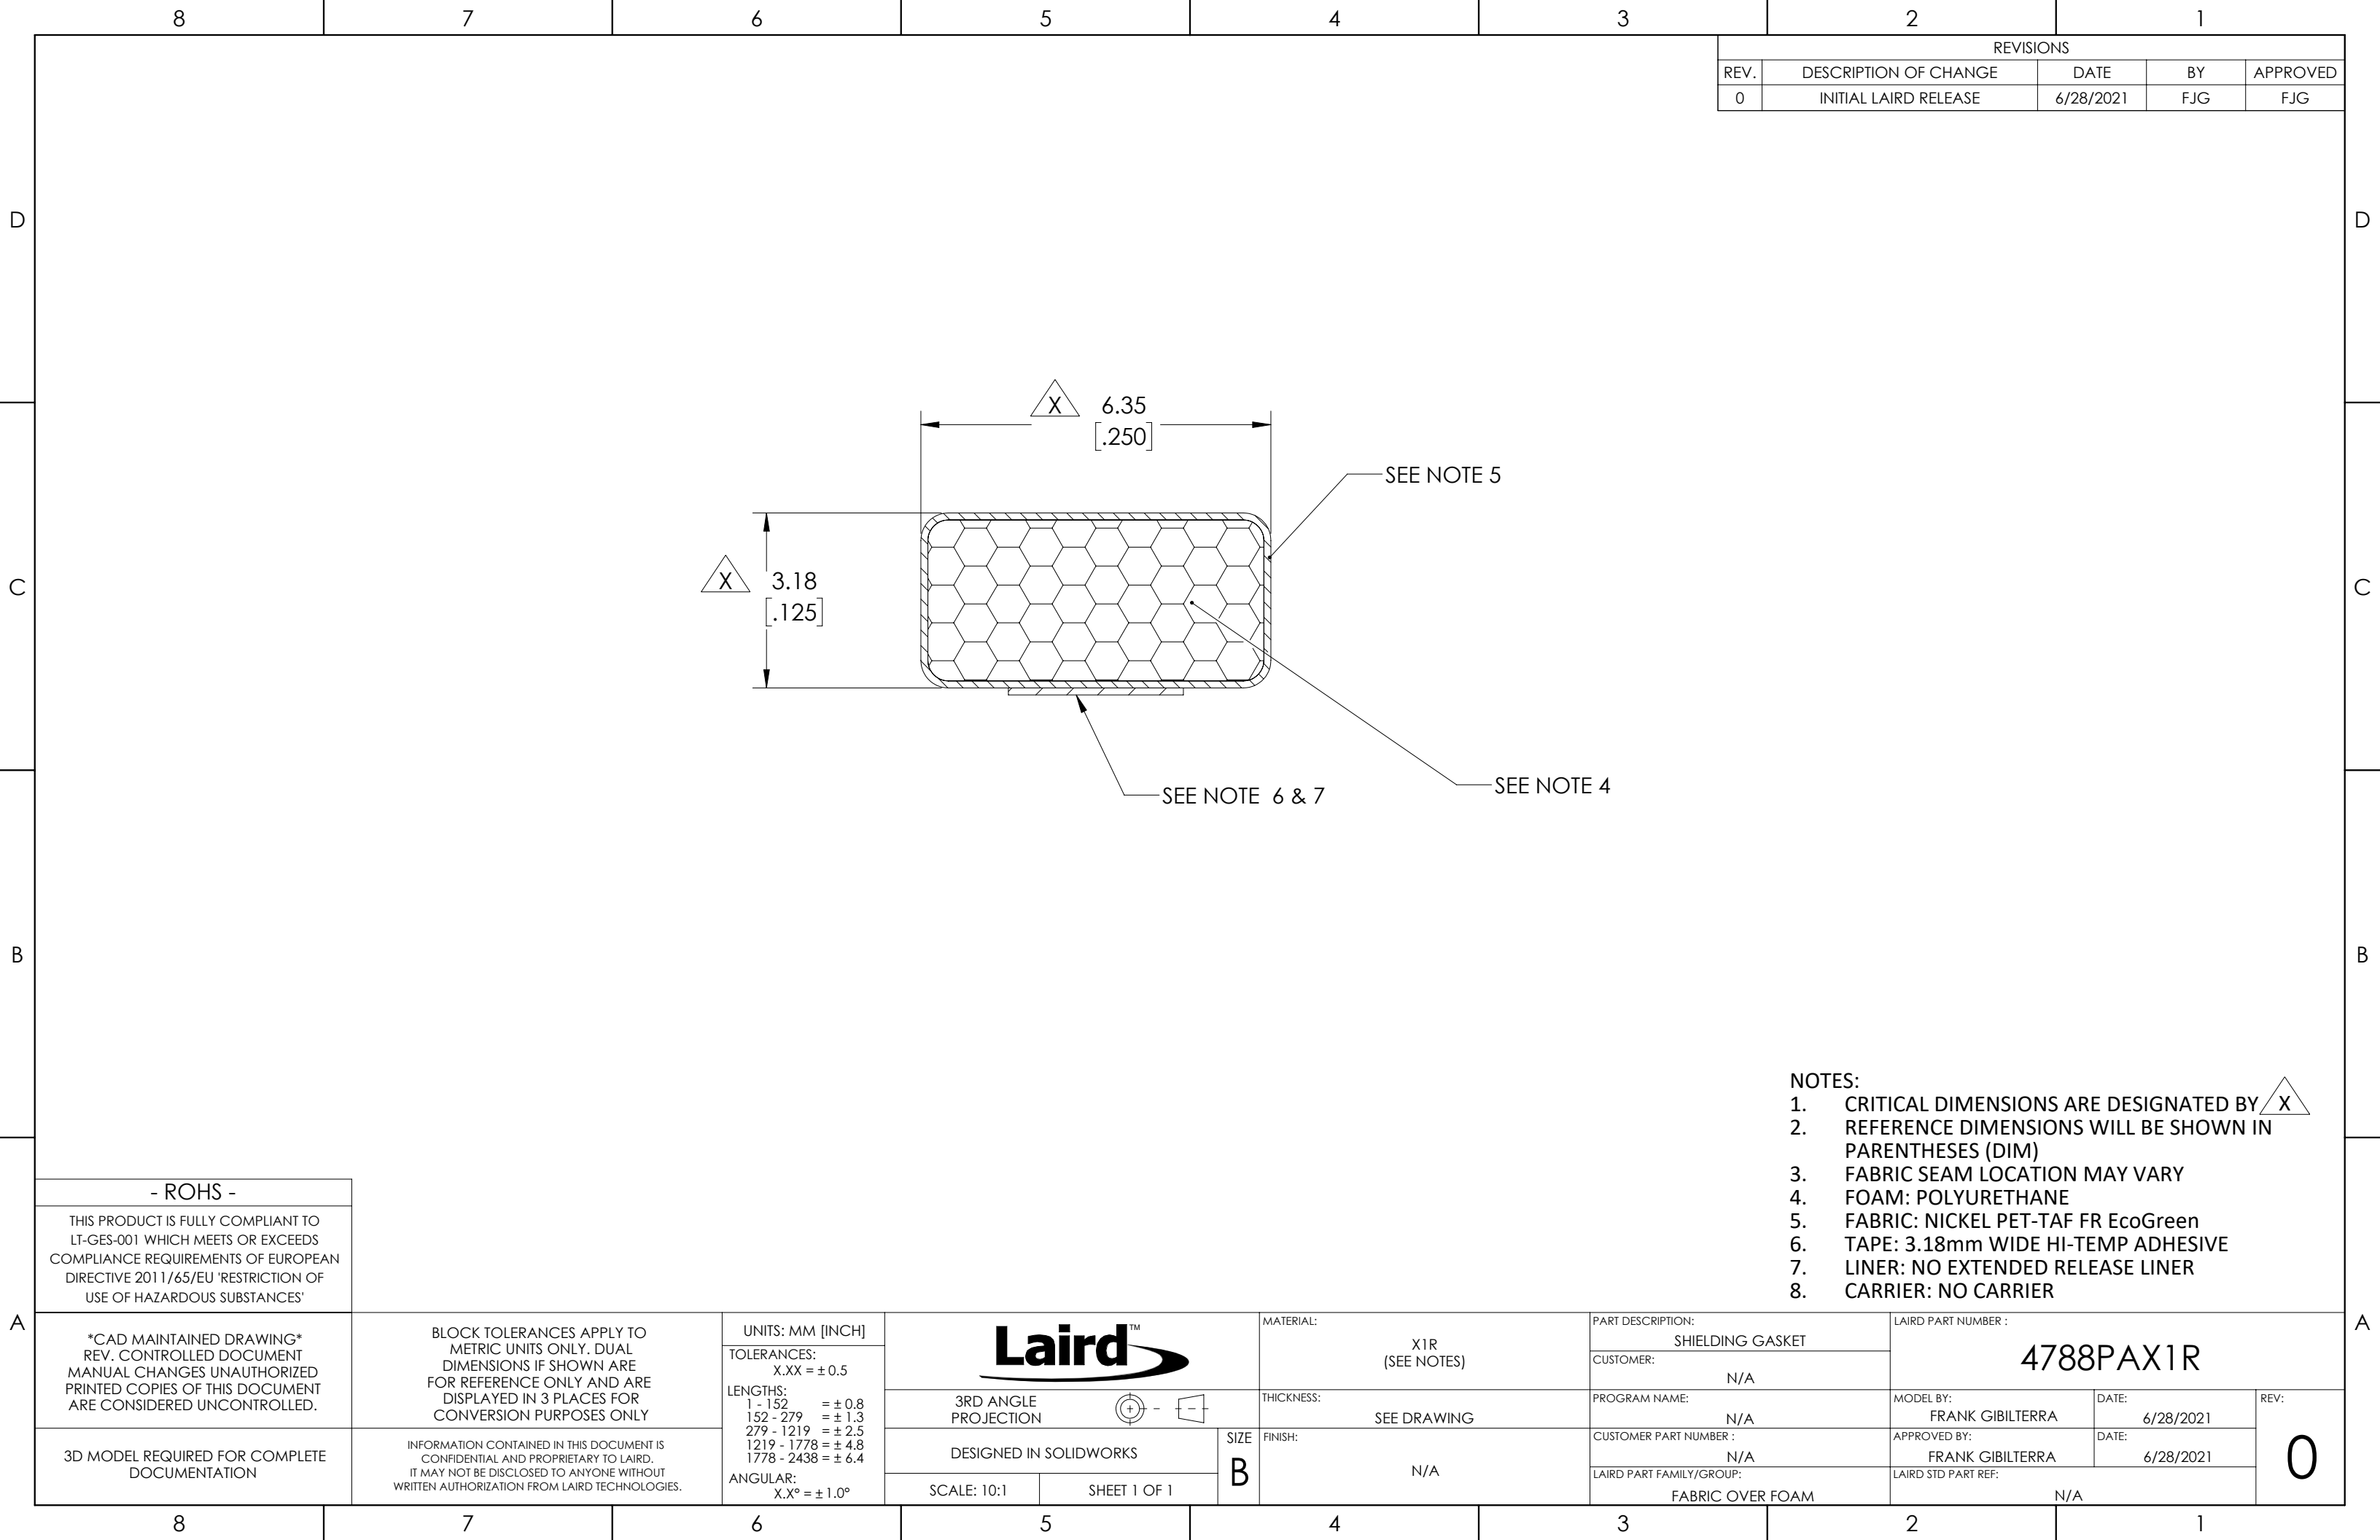 8 7 6 5 4 3 2 1
REVISIONS
REV. DESCRIPTION OF CHANGE DATE BY APPROVED
0 INITIAL LAIRD RELEASE 6/28/2021 FJG FJG
D D
X 6.35
[.250]
SEE NOTE 5
C C
X 3.18
[.125]
SEE NOTE 4
SEE NOTE 6 & 7
B B
NOTES:
1. CRITICAL DIMENSIONS ARE DESIGNATED BY X
2. REFERENCE DIMENSIONS WILL BE SHOWN IN
PARENTHESES (DIM)
3. FABRIC SEAM LOCATION MAY VARY
4. FOAM: POLYURETHANE
5. FABRIC: NICKEL PET-TAF FR EcoGreen
6. TAPE: 3.18mm WIDE HI-TEMP ADHESIVE
7. LINER: NO EXTENDED RELEASE LINER
8. CARRIER: NO CARRIER
- ROHS -
THIS PRODUCT IS FULLY COMPLIANT TO
LT-GES-001 WHICH MEETS OR EXCEEDS
COMPLIANCE REQUIREMENTS OF EUROPEAN
DIRECTIVE 2011/65/EU 'RESTRICTION OF
USE OF HAZARDOUS SUBSTANCES'
A A
*CAD MAINTAINED DRAWING*
REV. CONTROLLED DOCUMENT
MANUAL CHANGES UNAUTHORIZED
PRINTED COPIES OF THIS DOCUMENT
ARE CONSIDERED UNCONTROLLED.
3D MODEL REQUIRED FOR COMPLETE
DOCUMENTATION
BLOCK TOLERANCES APPLY TO
METRIC UNITS ONLY. DUAL
DIMENSIONS IF SHOWN ARE
FOR REFERENCE ONLY AND ARE
DISPLAYED IN 3 PLACES FOR
CONVERSION PURPOSES ONLY
INFORMATION CONTAINED IN THIS DOCUMENT IS
CONFIDENTIAL AND PROPRIETARY TO LAIRD.
IT MAY NOT BE DISCLOSED TO ANYONE WITHOUT
WRITTEN AUTHORIZATION FROM LAIRD TECHNOLOGIES.
UNITS: MM [INCH]
TOLERANCES:
X.XX = ± 0.5
LENGTHS:
1 - 152 = ± 0.8
152 - 279 = ± 1.3
279 - 1219 = ± 2.5
1219 - 1778 = ± 4.8
1778 - 2438 = ± 6.4
ANGULAR:
X.X° = ± 1.0°
Laird™
3RD ANGLE
PROJECTION
DESIGNED IN SOLIDWORKS
SCALE: 10:1 SHEET 1 OF 1
SIZE
B
MATERIAL:
X1R
(SEE NOTES)
THICKNESS:
SEE DRAWING
FINISH:
N/A
PART DESCRIPTION:
SHIELDING GASKET
CUSTOMER:
N/A
PROGRAM NAME:
N/A
CUSTOMER PART NUMBER :
N/A
LAIRD PART FAMILY/GROUP:
FABRIC OVER FOAM
LAIRD PART NUMBER :
4788PAX1R
MODEL BY: DATE:
FRANK GIBILTERRA 6/28/2021
APPROVED BY: DATE:
FRANK GIBILTERRA 6/28/2021
LAIRD STD PART REF:
N/A
REV:
0
8 7 6 5 4 3 2 1